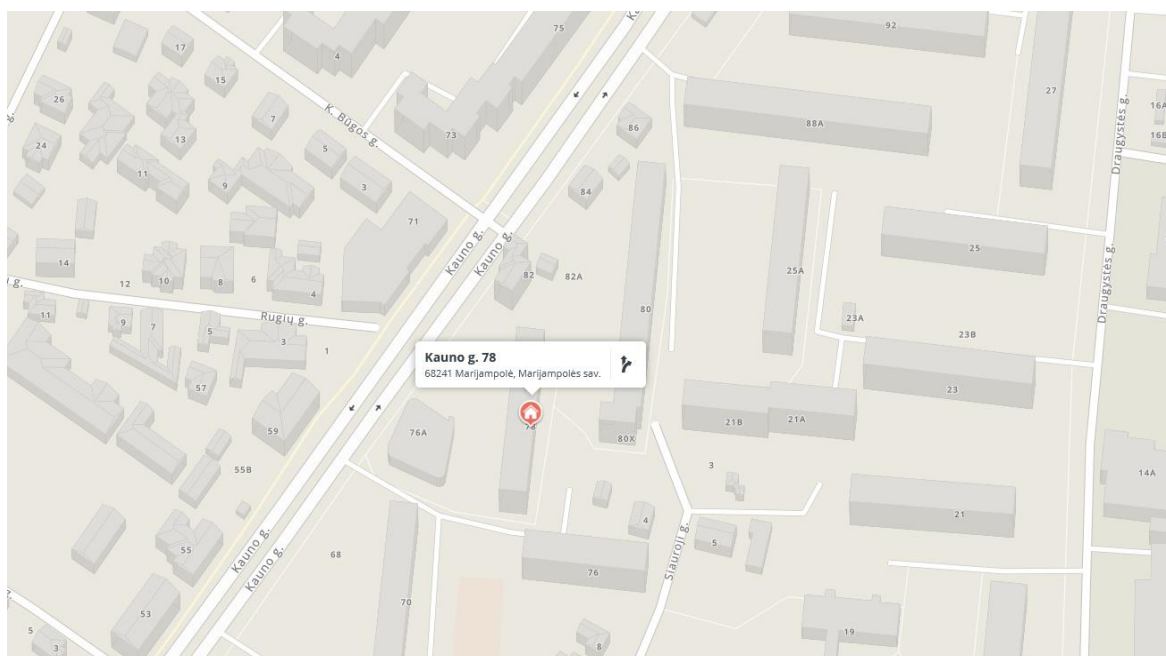 Ka
75
92
17
4
15
27
26
K. Būgos g.
7
73
86
88A
16A
16B
13
24
5
Draugystės g.
11
9
3
84
71
Kauno g.
Kauno g.
25
14
10
8
6
82
82A
25A
12
4
g.
Rugių g.
11
9
7
5
3
1
80
23A
23B
Draugystės g.
Kauno g. 78
68241 Marijampolė, Marijampolės sav.
57
23
59
76A
78
80X
21B
21A
55B
3
14A
4
21
Kauno g.
Kauno g.
55
68
5
Slauroji g.
76
53
70
5
3
8
19